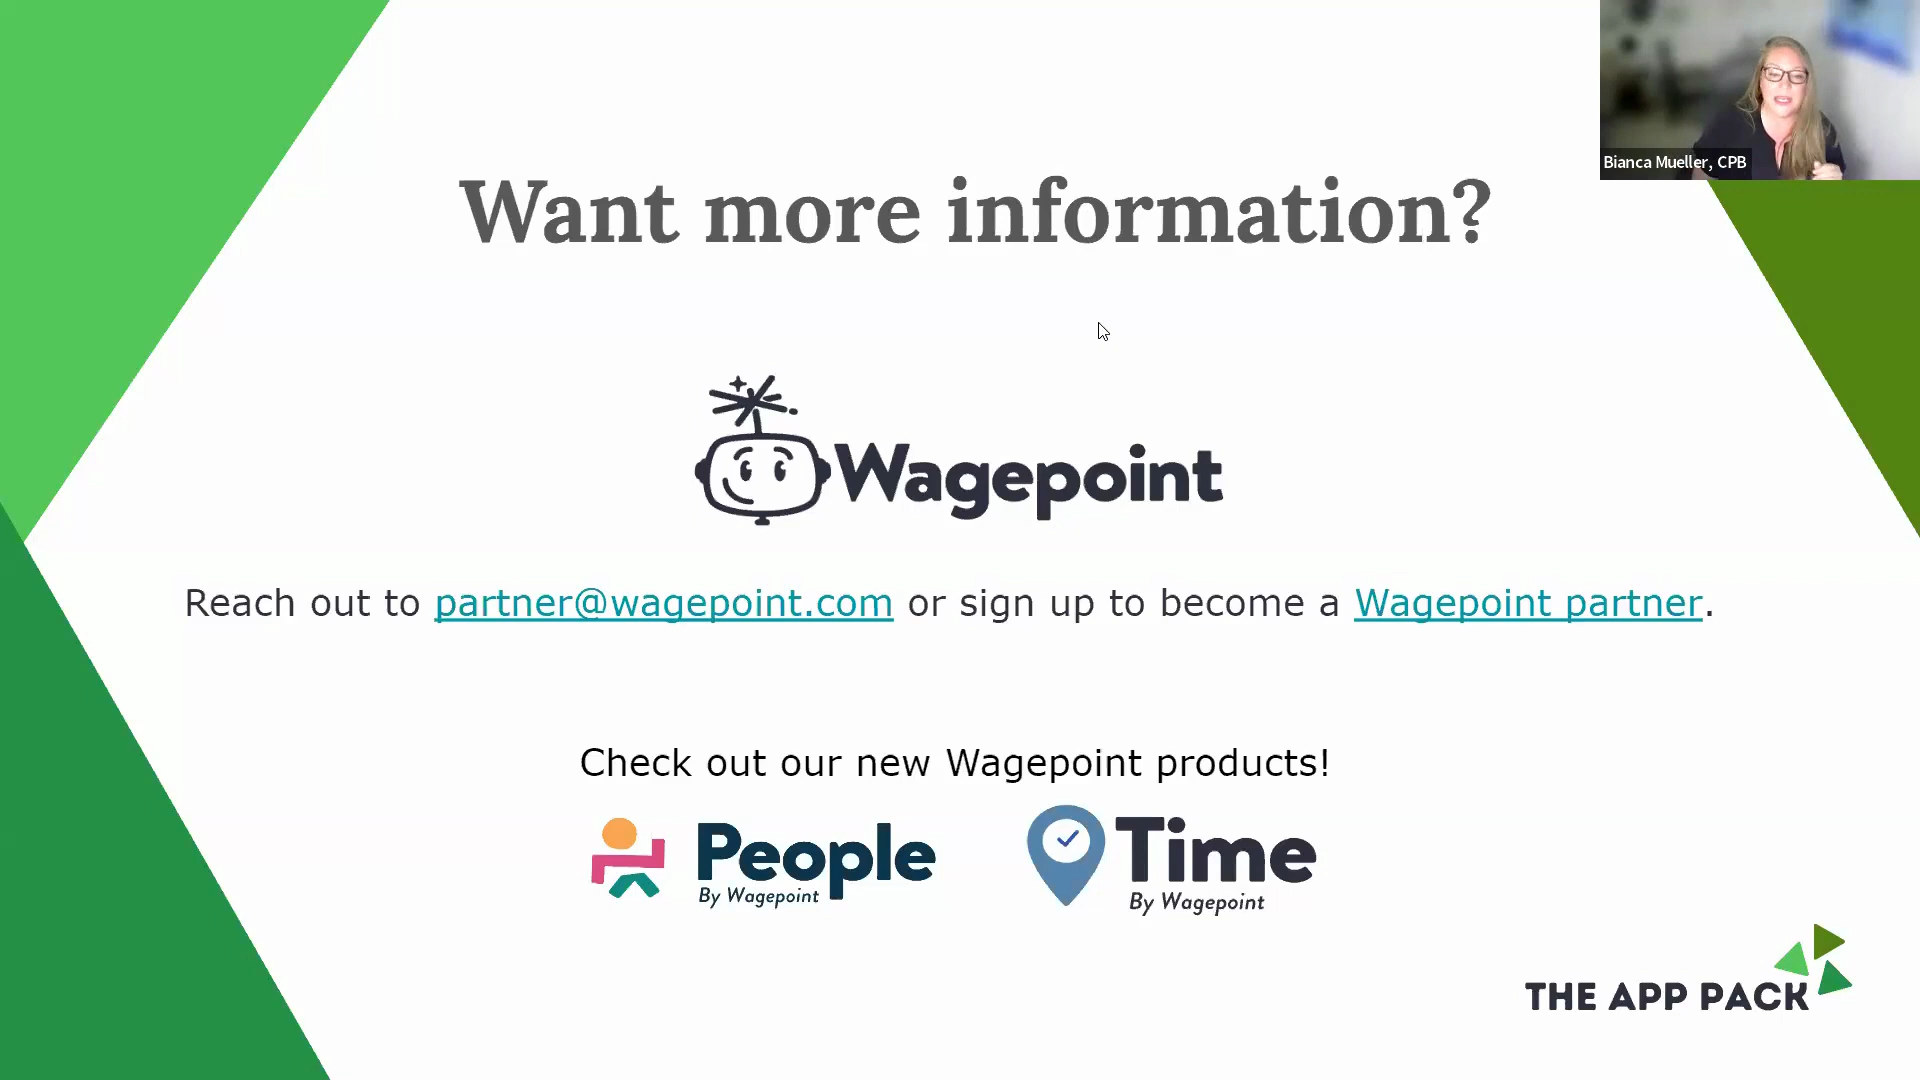 Bianca Mueller, CPB
Want more information?
Wagepoint
Reach out to partner@wagepoint.com or sign up to become a Wagepoint partner.
Check out our new Wagepoint products!
People
By Wagepoint
Time
By Wagepoint
THE APP PACK